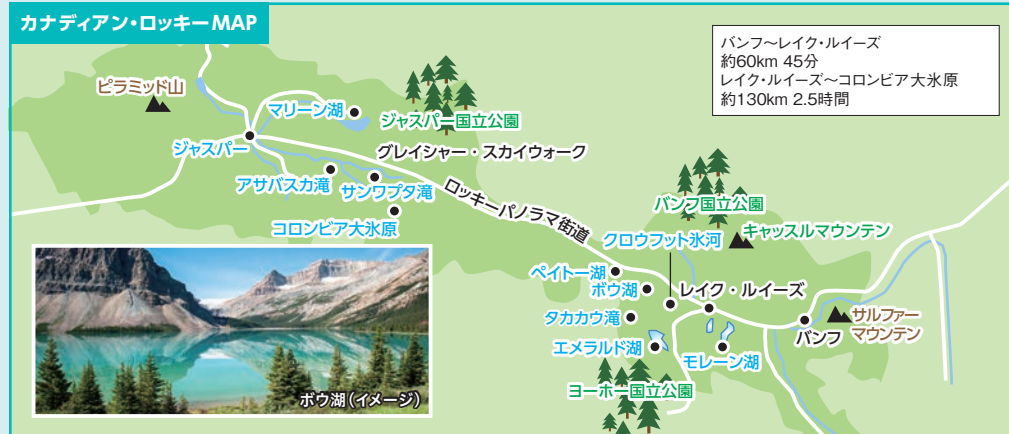 カナディアン・ロッキーMAP
バンフ〜レイク・ルイーズ
約60km 45分
レイク・ルイーズ〜コロンビア大氷原
約130km 2.5時間
ピラミッド山
マリーン湖
ジャスパー国立公園
ジャスパー
グレイシャー・スカイウォーク
アサバスカ滝
サンワプタ滝
コロンビア大氷原
ロッキーパノラマ街道
バンフ国立公園
クロウフット氷河
キャッスルマウンテン
ペイトー湖
ボウ湖
レイク・ルイーズ
タカカウ滝
バンフ
サルファー
マウンテン
エメラルド湖
モレーン湖
ヨーホー国立公園
ボウ湖(イメージ)